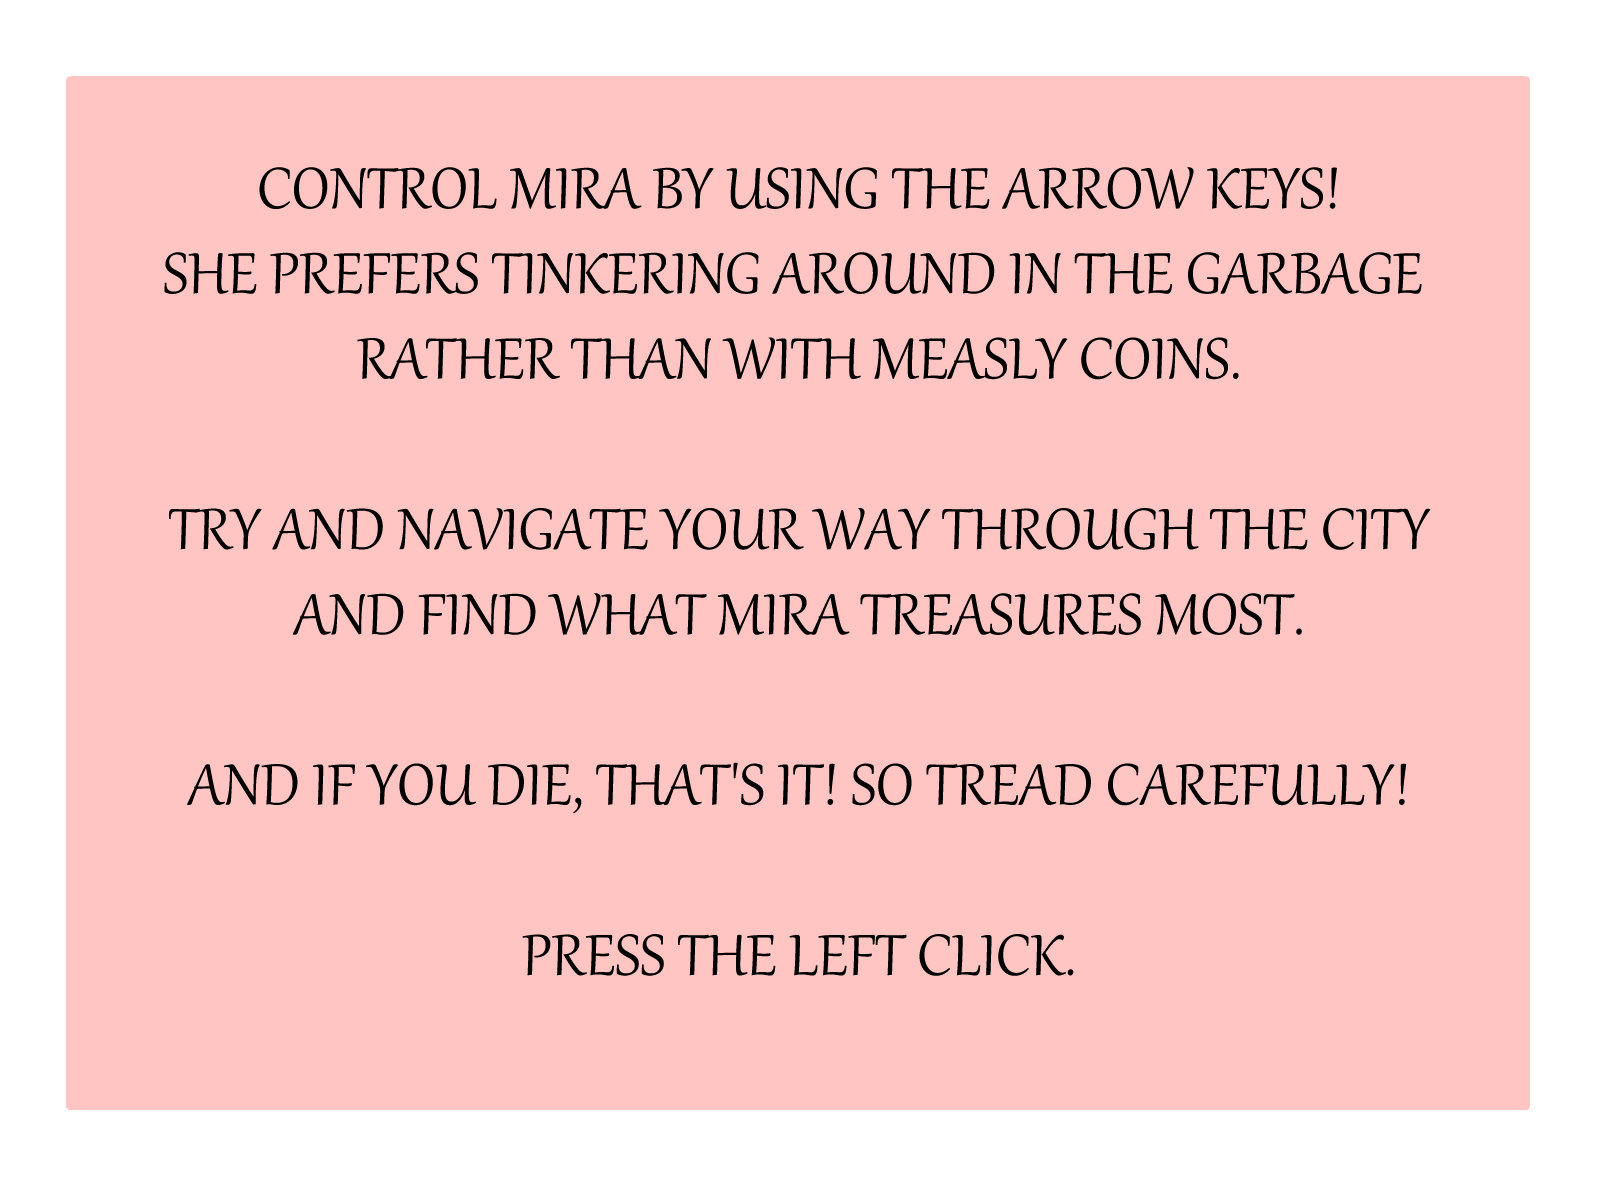 CONTROL MIRA BY USING THE ARROW KEYS!
SHE PREFERS TINKERING AROUND IN THE GARBAGE
RATHER THAN WITH MEASLY COINS.
TRY AND NAVIGATE YOUR WAY THROUGH THE CITY
AND FIND WHAT MIRA TREASURES MOST.
AND IF YOU DIE, THAT'S IT! SO TREAD CAREFULLY!
PRESS THE LEFT CLICK.